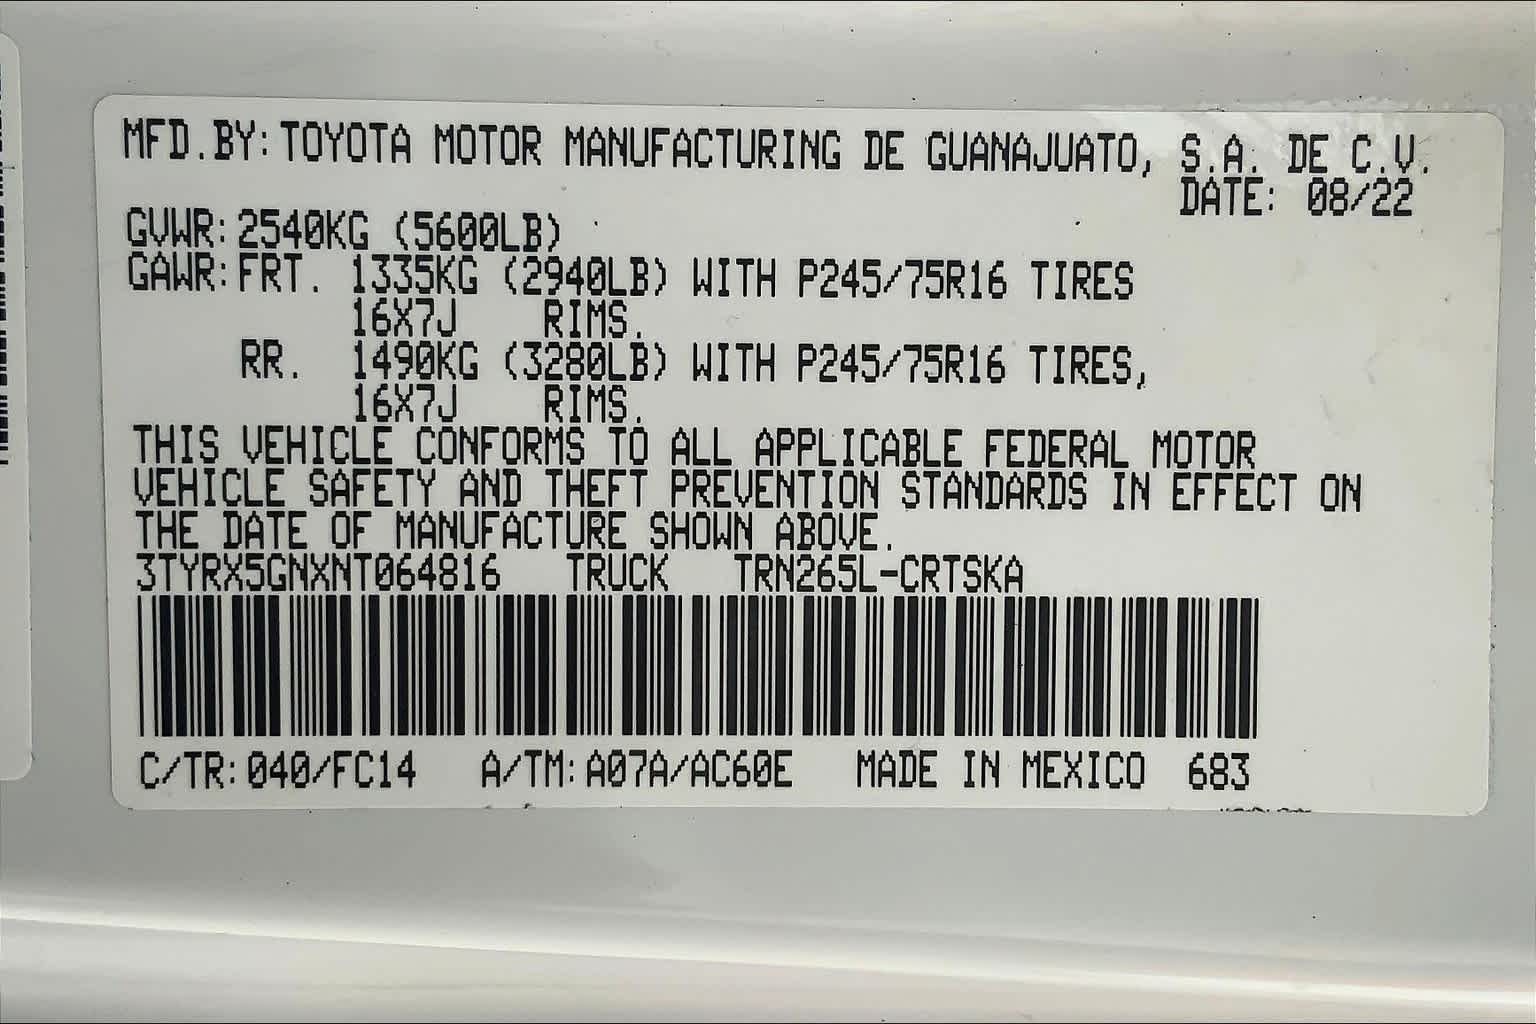 MFD.BY: TOYOTA MOTOR MANUFACTURING DE GUANAJUATO, S.A. DE C.V.
DATE: 08/22
GVWR: 2540KG (5600LB)
GAWR: FRT. 1335KG (2940LB) WITH P245/75R16 TIRES
16X7J RIMS.
RR. 1490KG (3280LB) WITH P245/75R16 TIRES,
16X7J RIMS.
THIS VEHICLE CONFORMS TO ALL APPLICABLE FEDERAL MOTOR
VEHICLE SAFETY AND THEFT PREVENTION STANDARDS IN EFFECT ON
THE DATE OF MANUFACTURE SHOWN ABOVE.
3TYRX5GNXNT064816 TRUCK TRN265L-CRTSKA
C/TR: 040/FC14 A/TM: A07A/AC60E MADE IN MEXICO 683